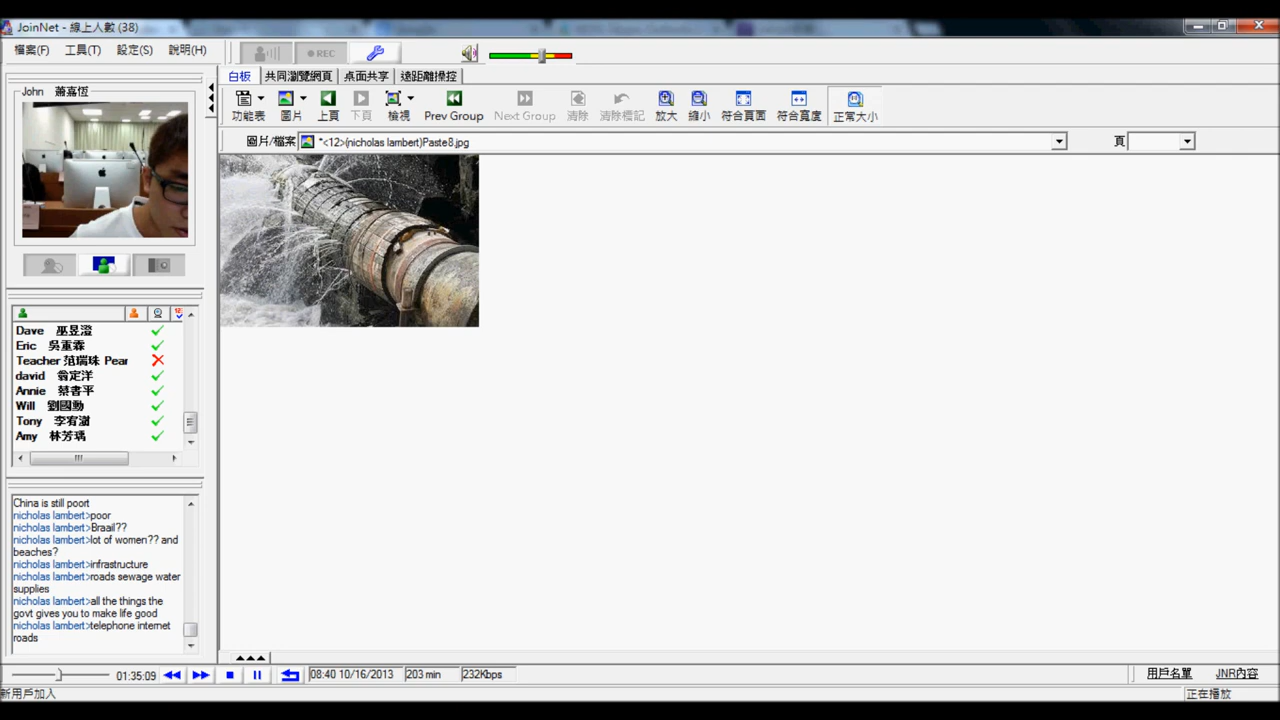 JoinNet - 線上人數 (38)
檔案(F) 工具(T) 設定(S) 說明(H)
REC
白板 共同瀏覽網頁 桌面共享 遠距離操控
功能表 圖片 上頁 下頁 檢視 Prev Group Next Group 清除 清除標記 放大 縮小 符合頁面 符合寬度 正常大小
圖片/檔案 *<12>(nicholas lambert)Paste8.jpg 頁
John 蕭嘉恆
Dave 巫昱澄
Eric 吳重霖
Teacher 范瑞珠 Pear
david 翁定洋
Annie 蔡書平
Will 劉國勳
Tony 李宥澍
Amy 林芳瑀
China is still poort
nicholas lambert>poor
nicholas lambert>Braail??
nicholas lambert>lot of women?? and
beaches?
nicholas lambert>infrastructure
nicholas lambert>roads sewage water
supplies
nicholas lambert>all the things the
govt gives you to make life good
nicholas lambert>telephone internet
roads
01:35:09 08:40 10/16/2013 203 min 232Kbps 用戶名單 JNR內容
新用戶加入 正在播放